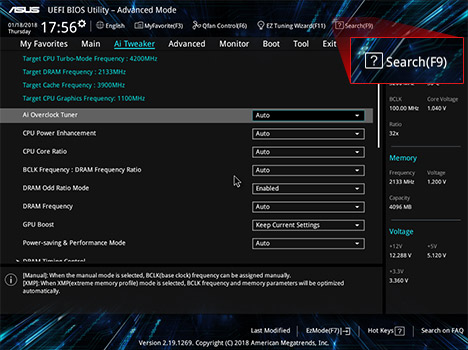 ASUS UEFI BIOS Utility – Advanced Mode
01/18/2018 Thursday 17:56 English MyFavorite(F3) Qfan Control(F6) EZ Tuning Wizard(F11) ? Search(F9)
My Favorites Main Ai Tweaker Advanced Monitor Boot Tool Exit
? Search(F9)
Target CPU Turbo-Mode Frequency : 4200MHz
Target DRAM Frequency : 2133MHz
Target Cache Frequency : 3900MHz
Target CPU Graphics Frequency: 1100MHz
Ai Overclock Tuner Auto
CPU Power Enhancement Auto
CPU Core Ratio Auto
BCLK Frequency : DRAM Frequency Ratio Auto
DRAM Odd Ratio Mode Enabled
DRAM Frequency Auto
GPU Boost Keep Current Settings
Power-saving & Performance Mode Auto
BCLK Core Voltage
100.00 MHz 1.040 V
Ratio
32x
Memory
Frequency Voltage
2133 MHz 1.200 V
Capacity
4096 MB
Voltage
+12V +5V
12.288 V 5.120 V
+3.3V
3.360 V
[Manual]: When the manual mode is selected, BCLK(base clock) frequency can be assigned manually.
[XMP]: When XMP(extreme memory profile) mode is selected, BCLK frequency and memory parameters will be optimized
automatically.
Last Modified EzMode(F7) Hot Keys ? Search on FAQ
Version 2.19.1269. Copyright (C) 2018 American Megatrends, Inc.